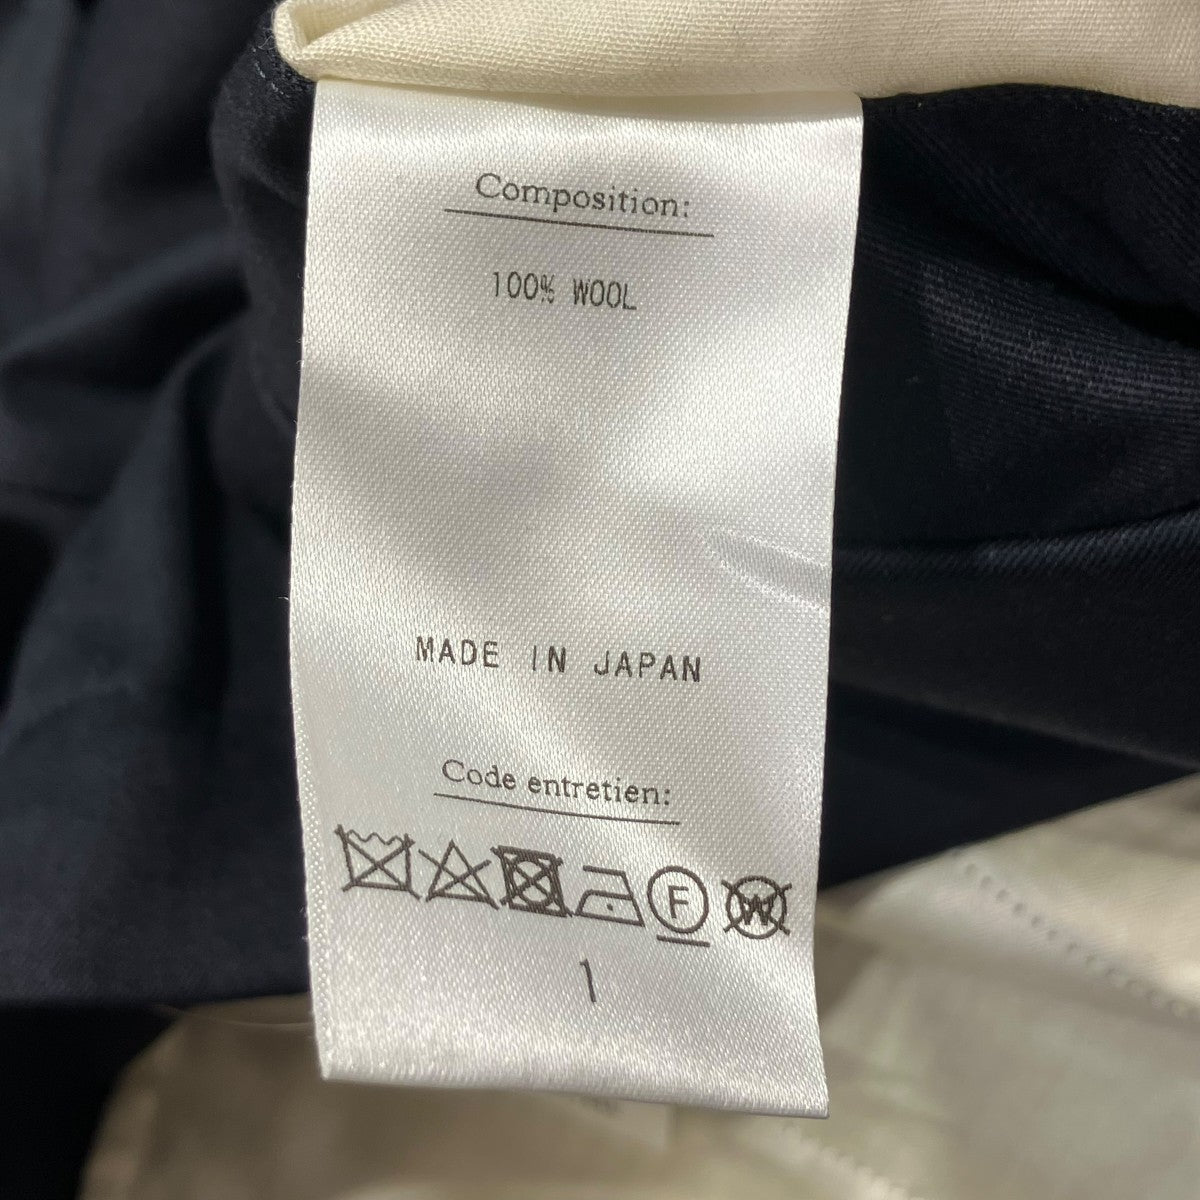 Composition:
100% WOOL
MADE IN JAPAN
Code entretien:
F W
1